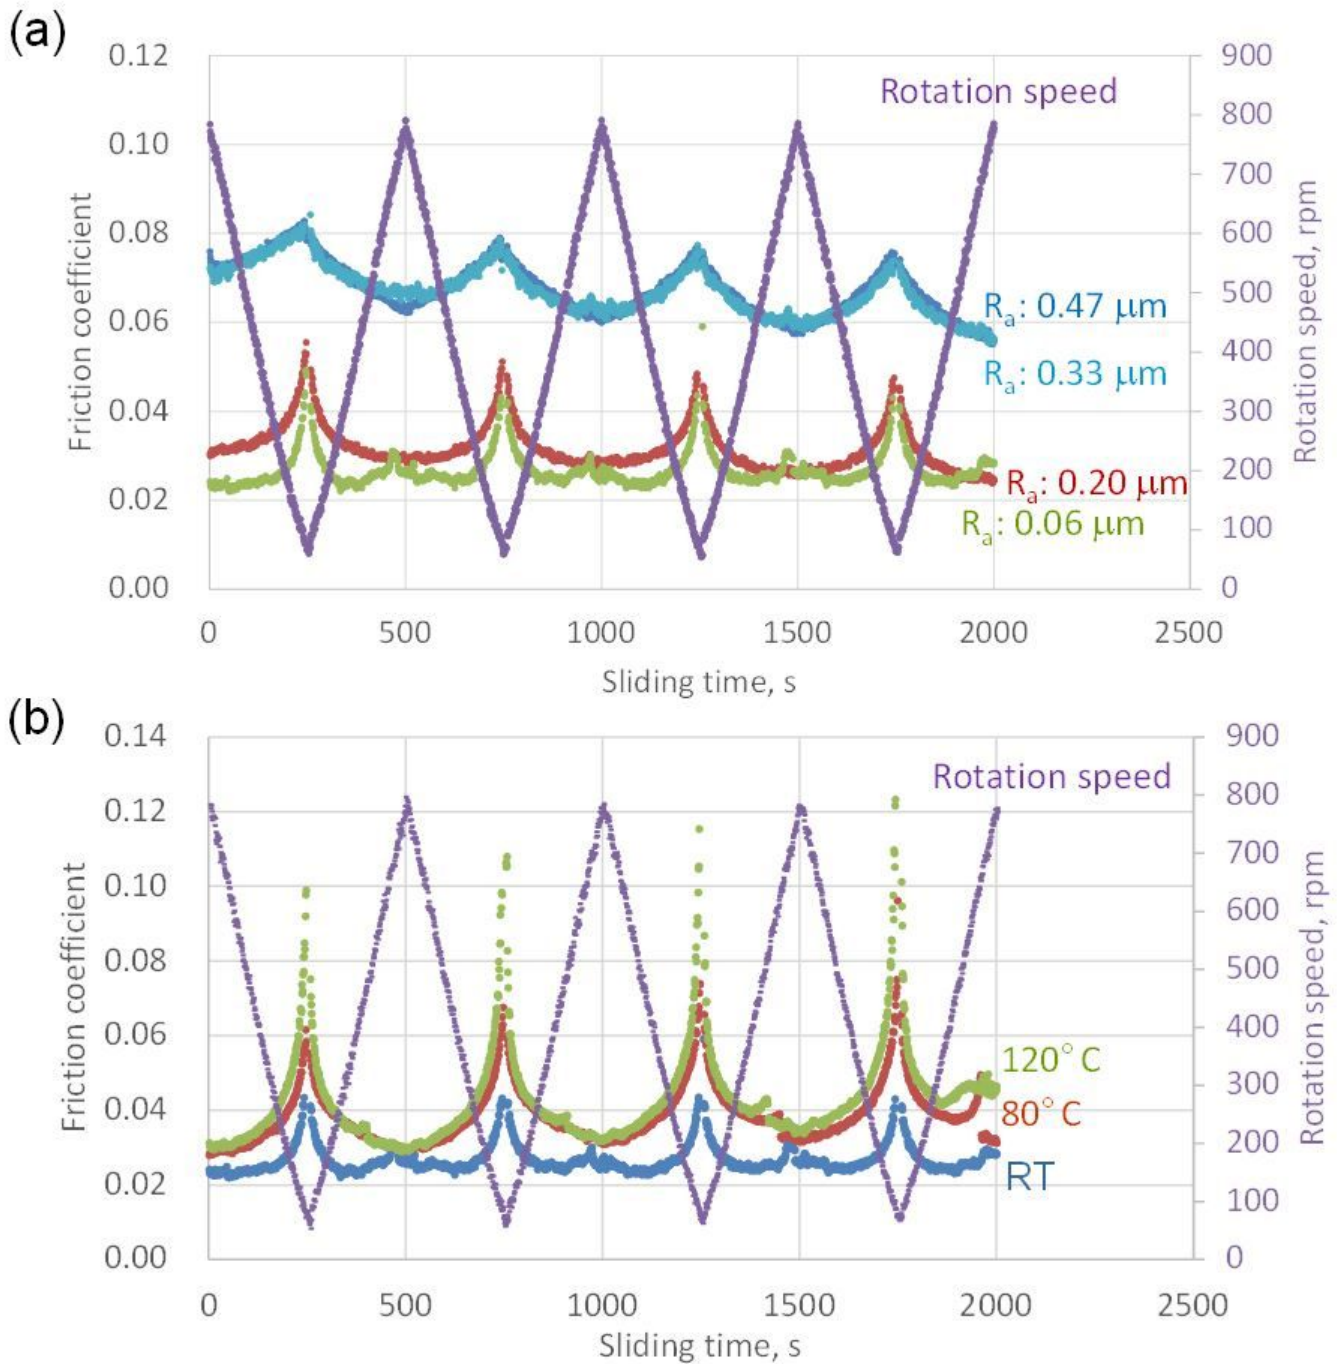 (a)
0.12
900
Rotation speed
800
0.10
700
0.08
600
500
0.06
400
0.04
300
200
0.02
100
0.00
0
Friction coefficient
Rotation speed, rpm
Ra: 0.47 μm
Ra: 0.33 μm
Ra: 0.20 μm
Ra: 0.06 μm
0 500 1000 1500 2000 2500
Sliding time, s
(b)
0.14
900
Rotation speed
800
0.12
700
0.10
600
0.08
500
400
0.06
300
0.04
200
0.02
100
0.00
0
Friction coefficient
Rotation speed, rpm
120°C
80°C
RT
0 500 1000 1500 2000 2500
Sliding time, s